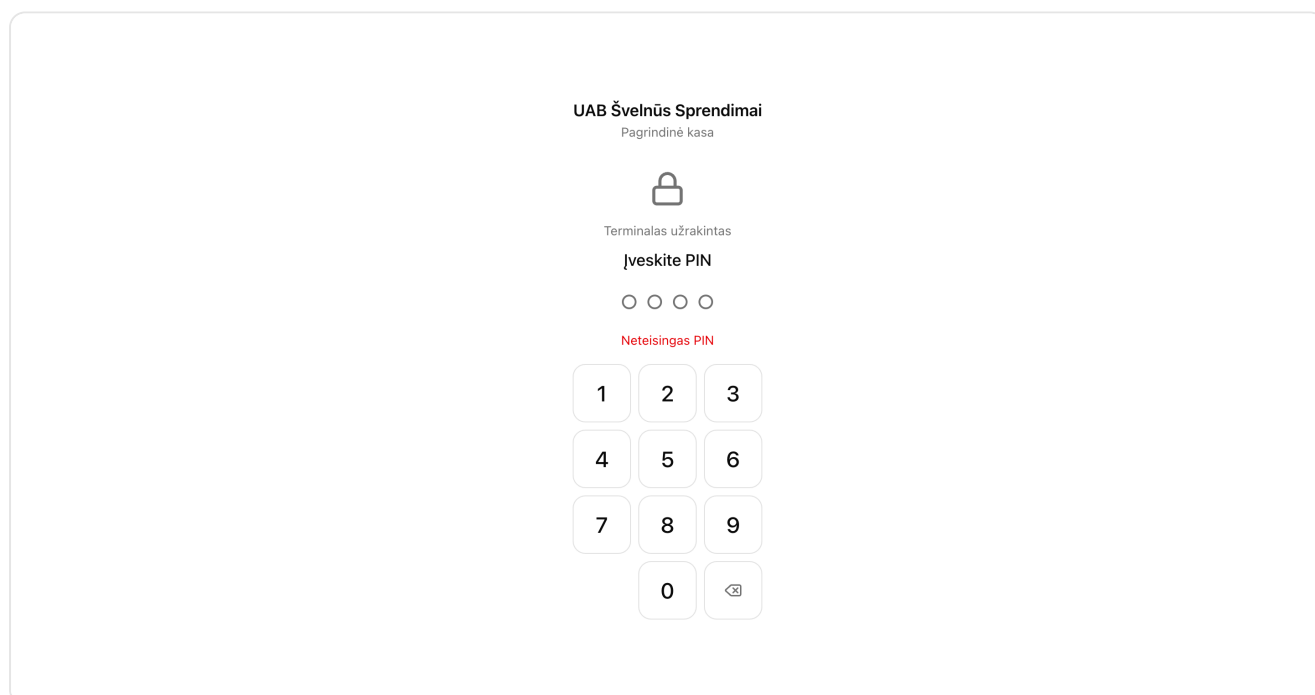 UAB Švelnūs Sprendimai
Pagrindinė kasa
Terminalas užrakintas
Įveskite PIN
Neteisingas PIN
1 2 3
4 5 6
7 8 9
0